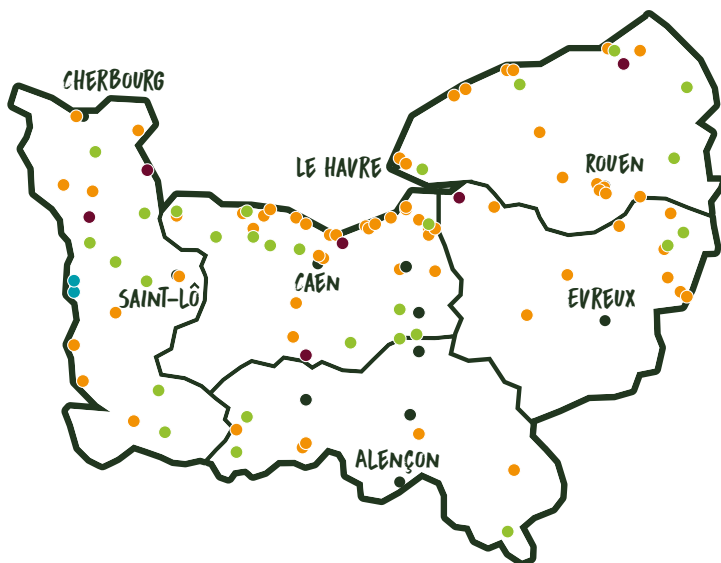 CHERBOURG
LE HAVRE
ROUEN
CAEN
SAINT-LÔ
EVREUX
ALENÇON